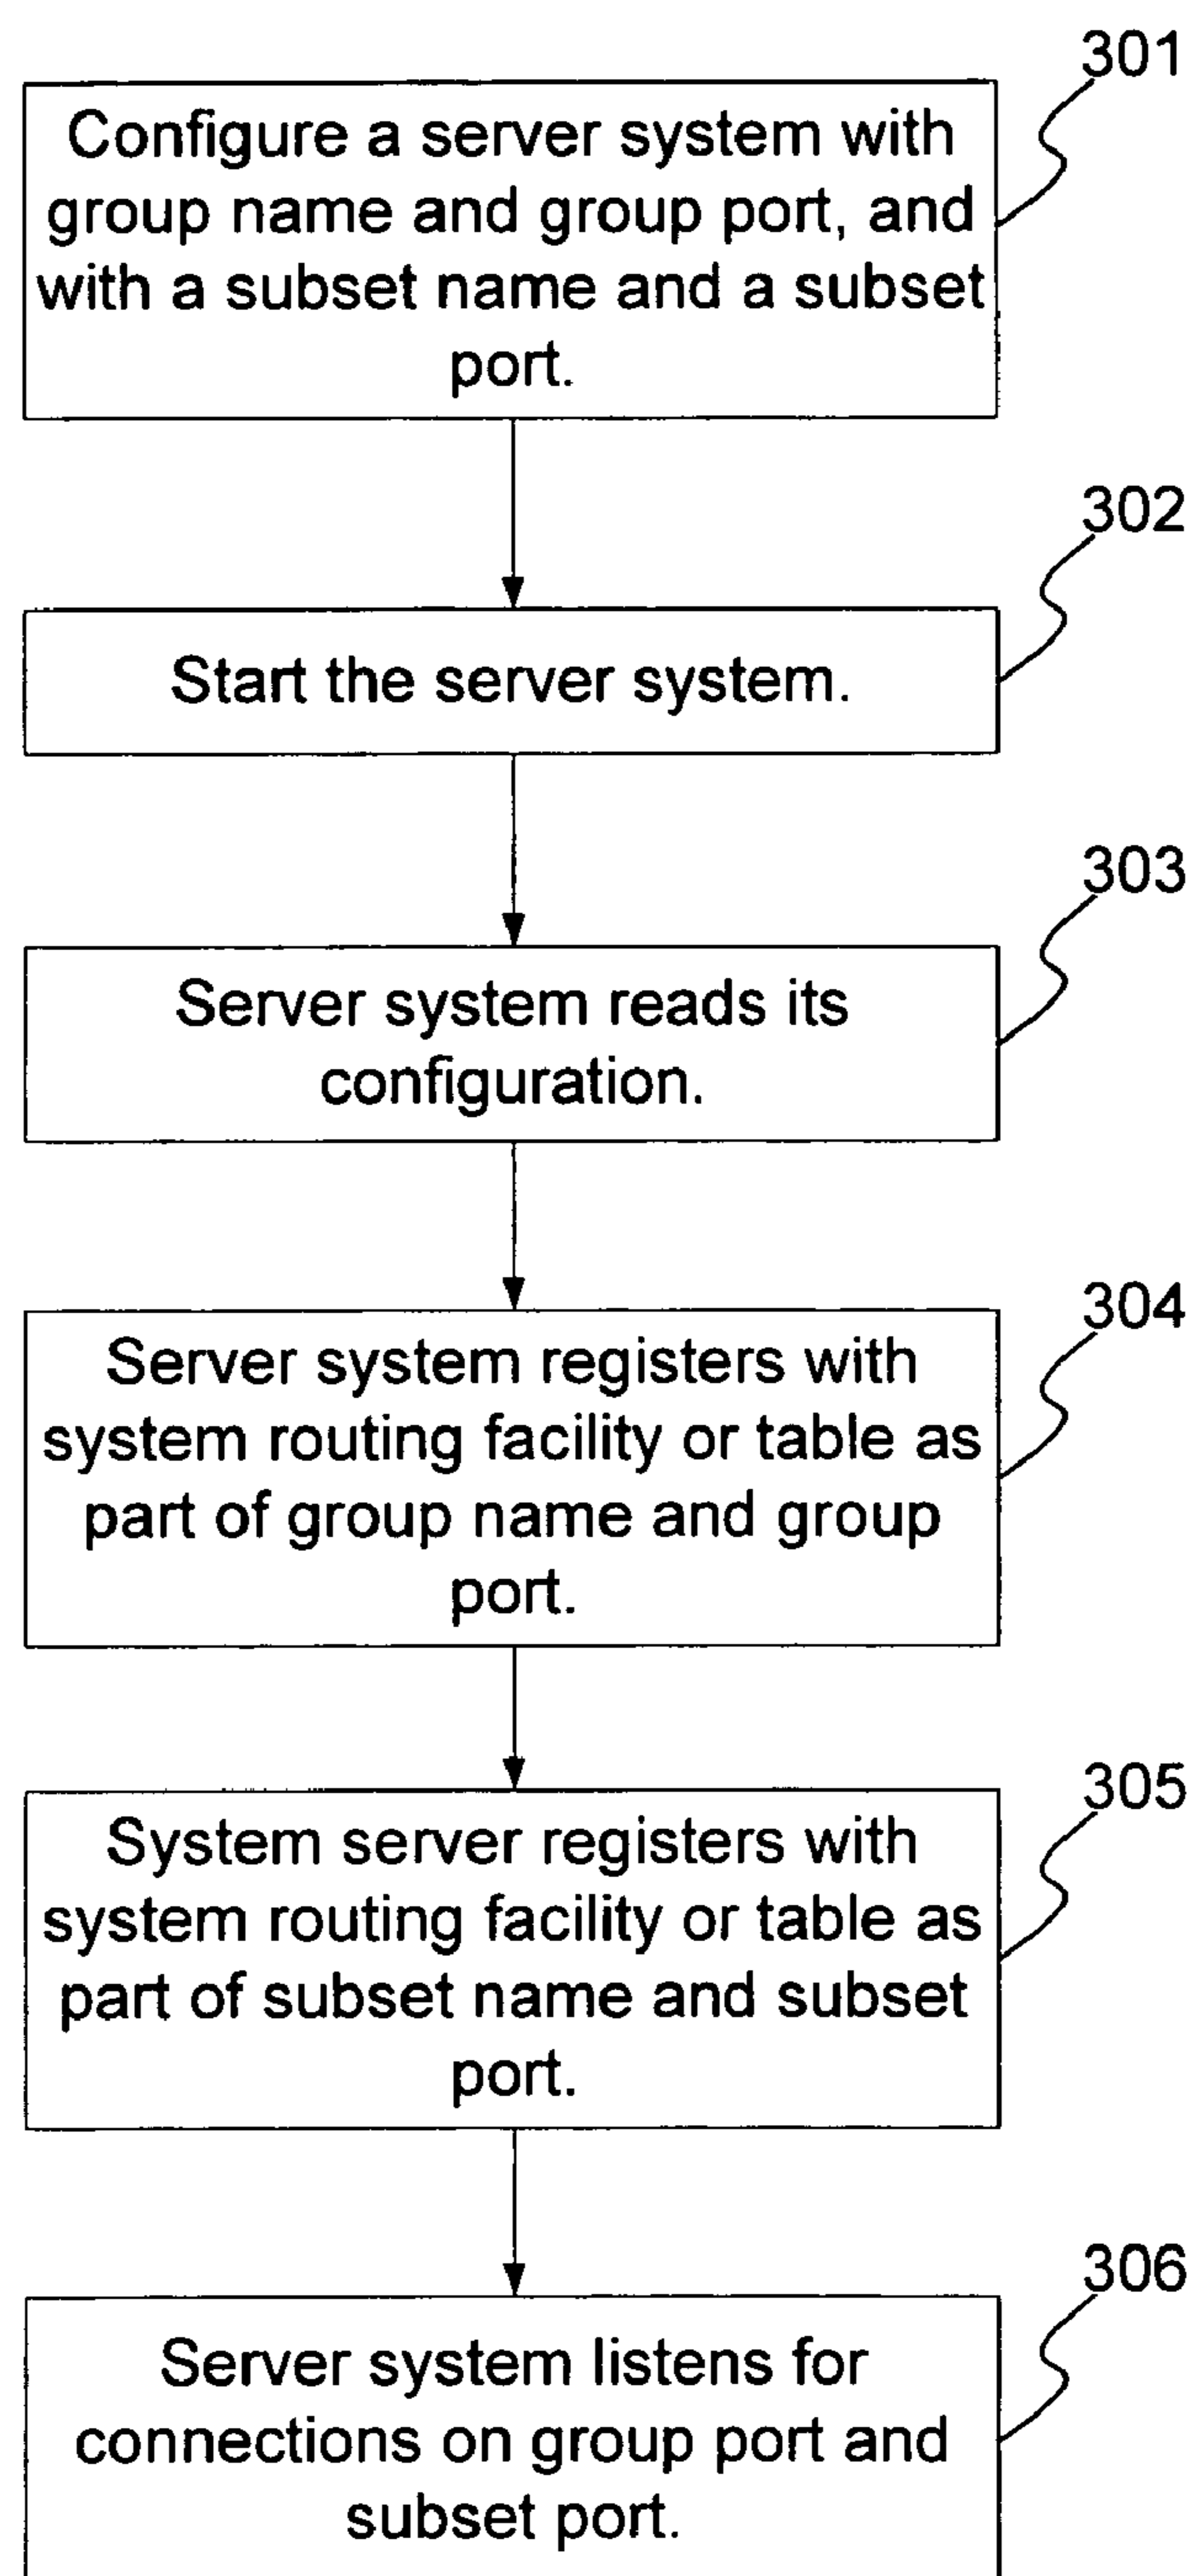 301
Configure a server system with
group name and group port, and
with a subset name and a subset
port.
302
Start the server system.
303
Server system reads its
configuration.
304
Server system registers with
system routing facility or table as
part of group name and group
port.
305
System server registers with
system routing facility or table as
part of subset name and subset
port.
306
Server system listens for
connections on group port and
subset port.